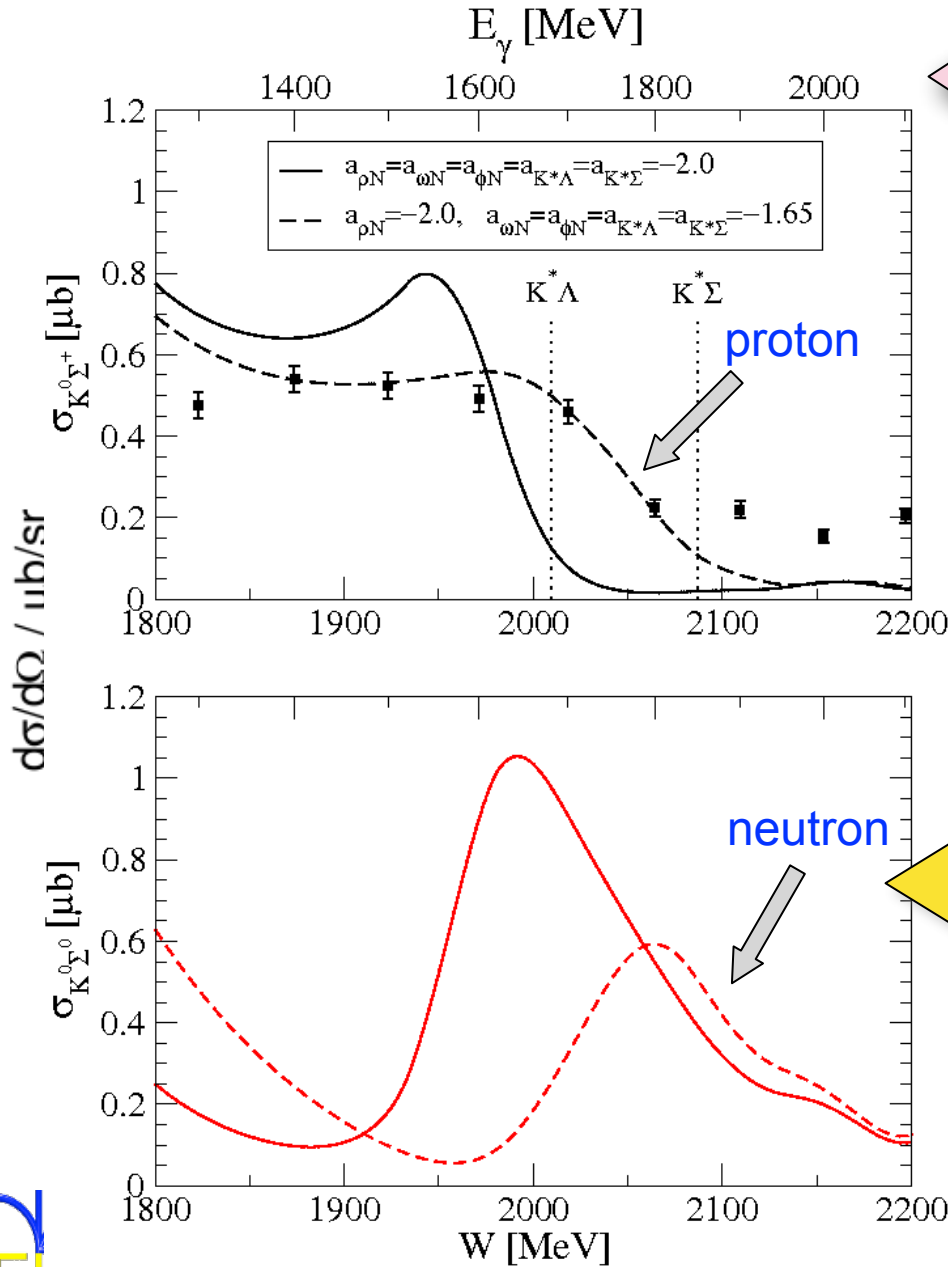 E_γ [MeV]
1400 1600 1800 2000
1.2
a_ρN=a_ωN=a_ϕN=a_K*Λ=a_K*Σ=−2.0
a_ρN=−2.0, a_ωN=a_ϕN=a_K*Λ=a_K*Σ=−1.65
1
0.8
K*Λ K*Σ
proton
0.6
σ_K⁰Σ⁺ [μb]
0.4
0.2
0
1800 1900 2000 2100 2200
dσ/dΩ / μb/sr
1.2
1
neutron
0.8
0.6
σ_K⁰Σ⁰ [μb]
0.4
0.2
0
1800 1900 2000 2100 2200
W [MeV]